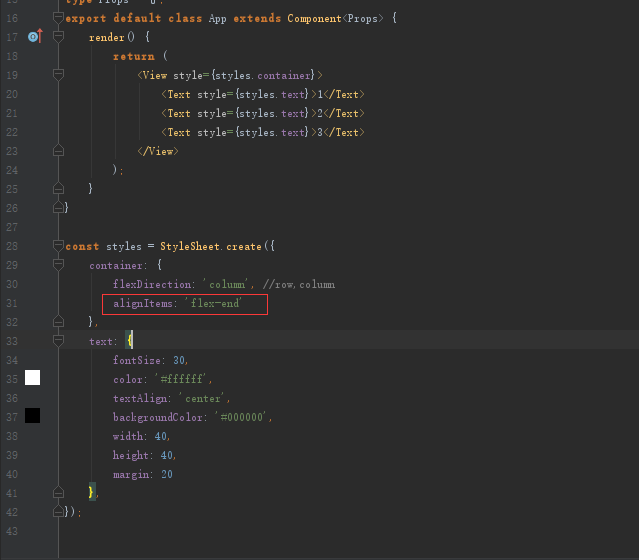 16 export default class App extends Component<Props> {
17 render() {
18 return (
19 <View style={styles.container}>
20 <Text style={styles.text}>1</Text>
21 <Text style={styles.text}>2</Text>
22 <Text style={styles.text}>3</Text>
23 </View>
24 );
25 }
26 }
27
28 const styles = StyleSheet.create({
29 container: {
30 flexDirection: 'column', //row,column
31 alignItems: 'flex-end'
32 },
33 text: {
34 fontSize: 30,
35 color: '#ffffff',
36 textAlign: 'center',
37 backgroundColor: '#000000',
38 width: 40,
39 height: 40,
40 margin: 20
41 },
42 });
43